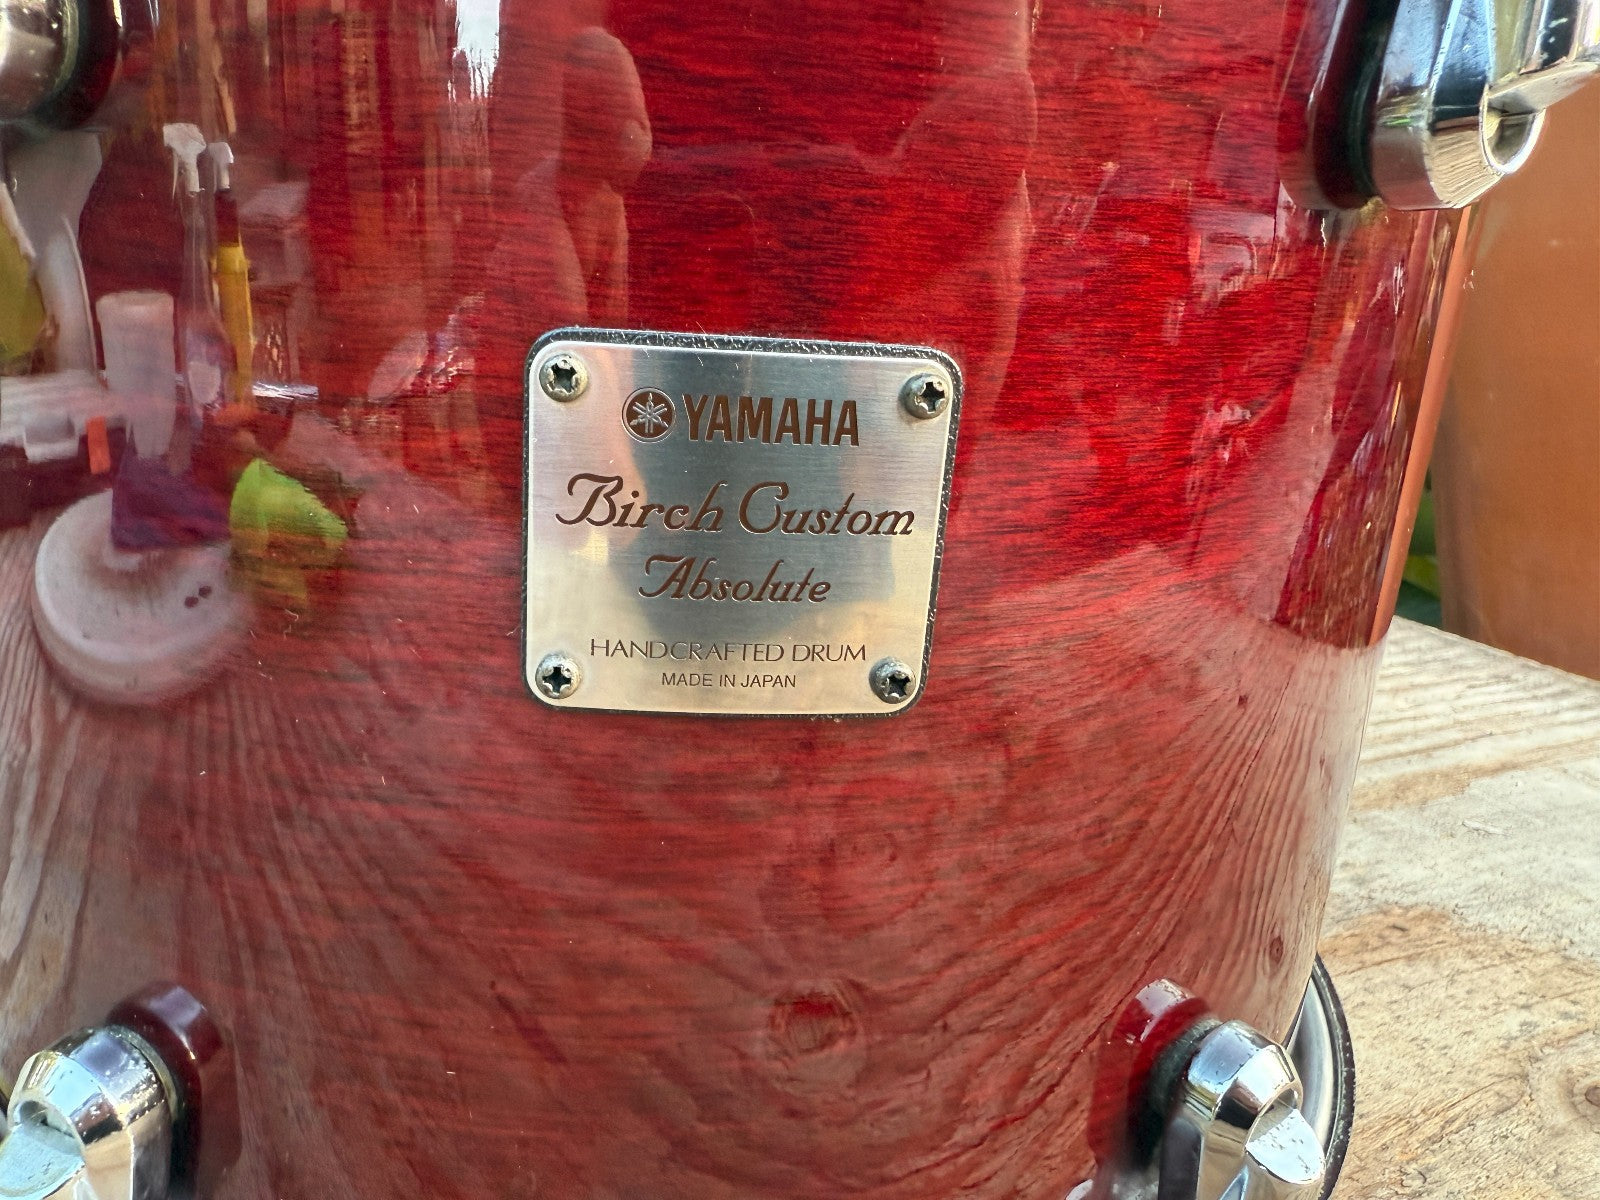 YAMAHA
Birch Custom
Absolute
HANDCRAFTED DRUM
MADE IN JAPAN